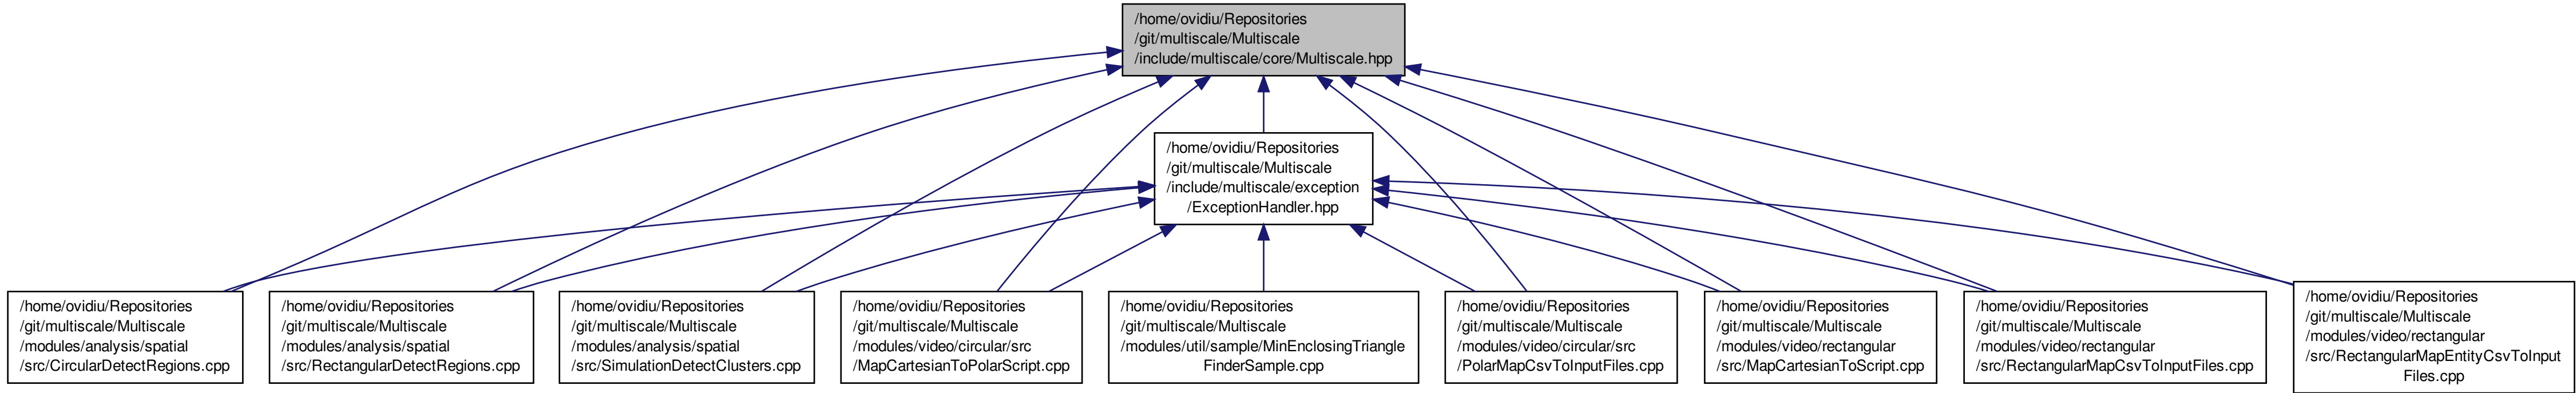 /home/ovidiu/Repositories
/git/multiscale/Multiscale
/include/multiscale/core/Multiscale.hpp
/home/ovidiu/Repositories
/git/multiscale/Multiscale
/include/multiscale/exception
/ExceptionHandler.hpp
/home/ovidiu/Repositories
/git/multiscale/Multiscale
/modules/analysis/spatial
/src/CircularDetectRegions.cpp
/home/ovidiu/Repositories
/git/multiscale/Multiscale
/modules/analysis/spatial
/src/RectangularDetectRegions.cpp
/home/ovidiu/Repositories
/git/multiscale/Multiscale
/modules/analysis/spatial
/src/SimulationDetectClusters.cpp
/home/ovidiu/Repositories
/git/multiscale/Multiscale
/modules/video/circular/src
/MapCartesianToPolarScript.cpp
/home/ovidiu/Repositories
/git/multiscale/Multiscale
/modules/util/sample/MinEnclosingTriangle
FinderSample.cpp
/home/ovidiu/Repositories
/git/multiscale/Multiscale
/modules/video/circular/src
/PolarMapCsvToInputFiles.cpp
/home/ovidiu/Repositories
/git/multiscale/Multiscale
/modules/video/rectangular
/src/MapCartesianToScript.cpp
/home/ovidiu/Repositories
/git/multiscale/Multiscale
/modules/video/rectangular
/src/RectangularMapCsvToInputFiles.cpp
/home/ovidiu/Repositories
/git/multiscale/Multiscale
/modules/video/rectangular
/src/RectangularMapEntityCsvToInput
Files.cpp